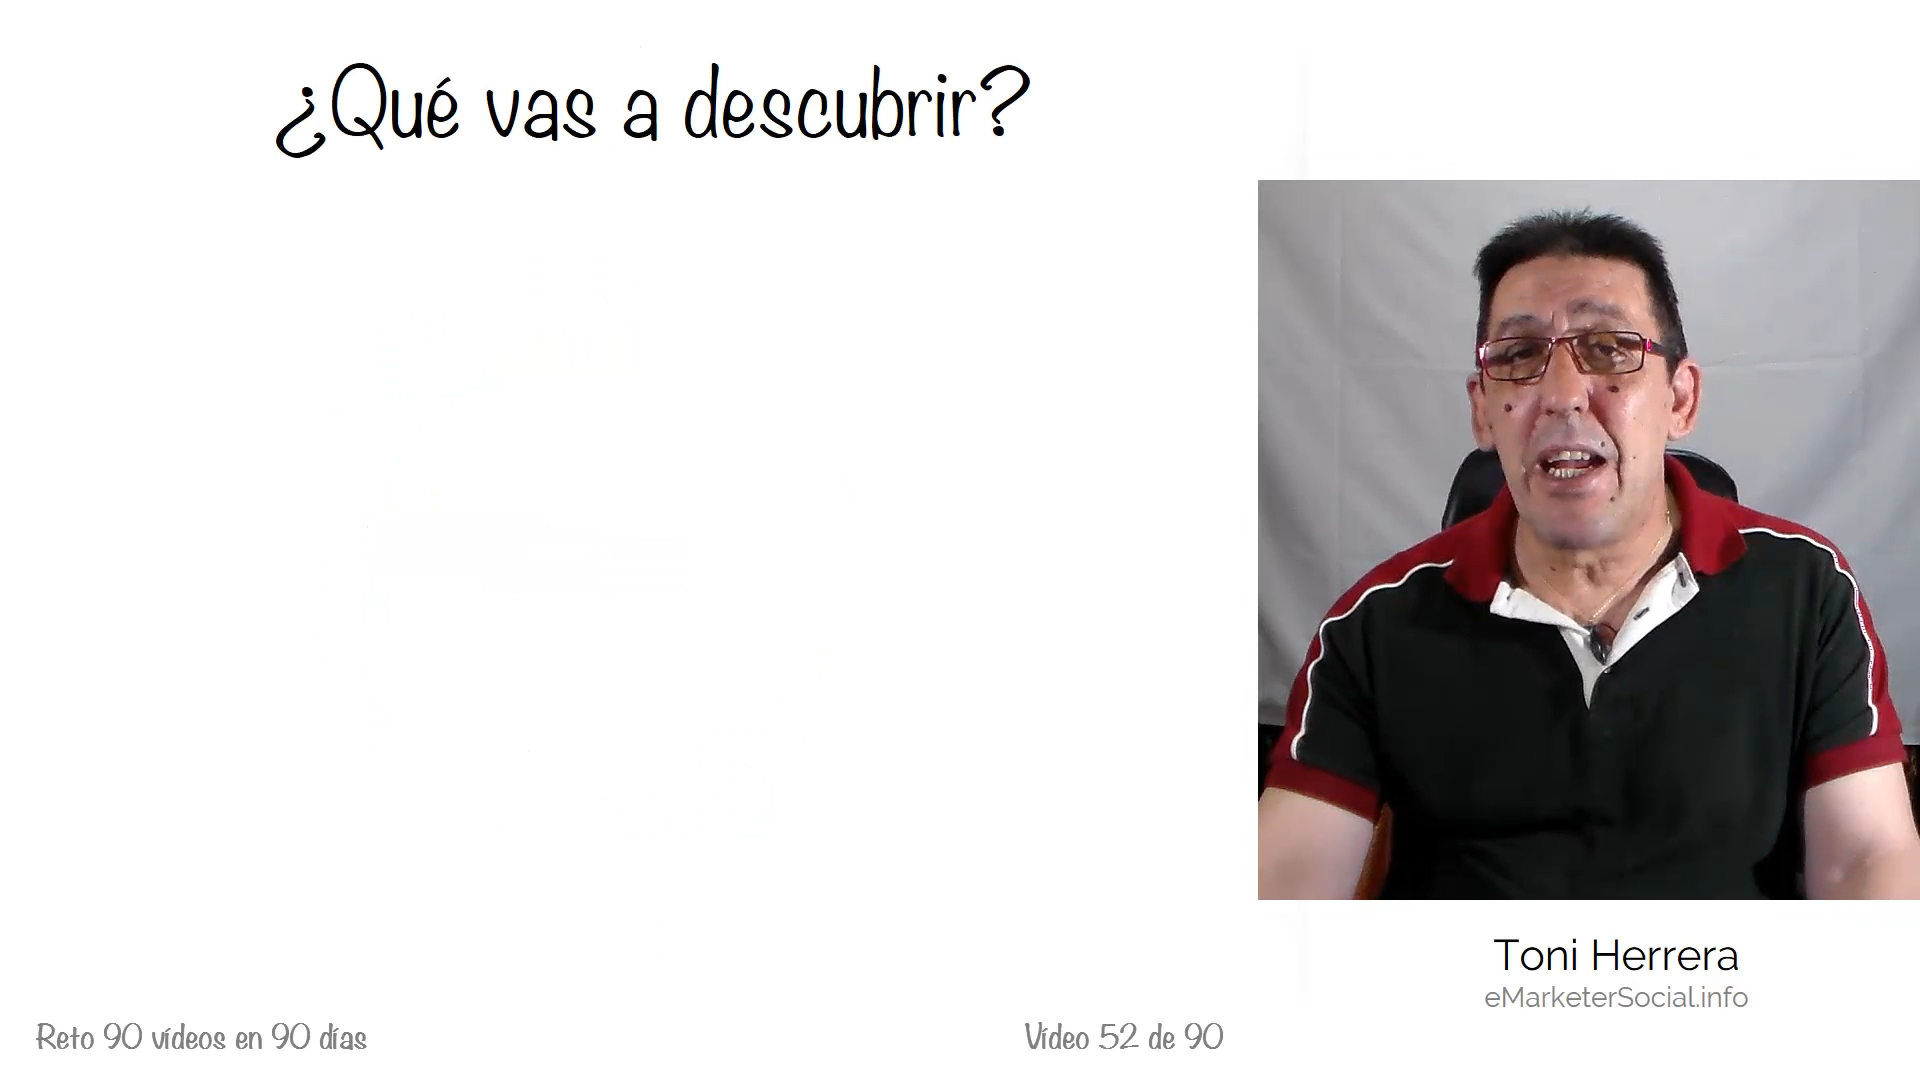 ¿Qué vas a descubrir?
Toni Herrera
eMarketerSocial.info
Reto 90 vídeos en 90 días
Vídeo 52 de 90